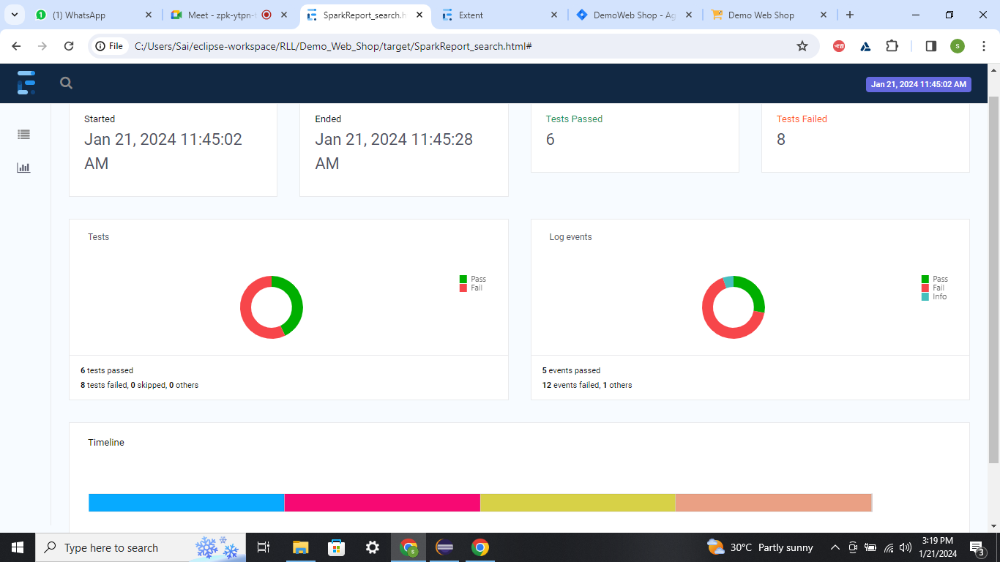 (1) WhatsApp
Meet - zpk-ytpn-
SparkReport_search.h
Extent
DemoWeb Shop - Ag
Demo Web Shop
File
C:/Users/Sai/eclipse-workspace/RLL/Demo_Web_Shop/target/SparkReport_search.html#
s
Jan 21, 2024 11:45:02 AM
Started
Jan 21, 2024 11:45:02
AM
Ended
Jan 21, 2024 11:45:28
AM
Tests Passed
6
Tests Failed
8
Tests
Pass
Fail
6 tests passed
8 tests failed, 0 skipped, 0 others
Log events
Pass
Fail
Info
5 events passed
12 events failed, 1 others
Timeline
Type here to search
30°C Partly sunny
3:19 PM
1/21/2024
3